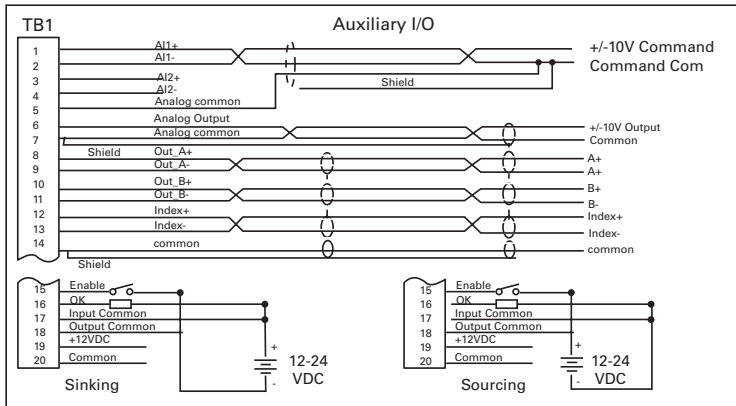 TB1
Auxiliary I/O
1 AI1+ +/-10V Command
2 AI1- Command Com
3 AI2+ Shield
4 AI2-
5 Analog common
6 Analog Output +/-10V Output
7 Analog common Common
8 Shield Out_A+ A+
9 Out_A- A+
10 Out_B+ B+
11 Out_B- B-
12 Index+ Index+
13 Index- Index-
14 common common
Shield
15 Enable
16 OK
17 Input Common
18 Output Common
19 +12VDC
20 Common
+
12-24
VDC
-
Sinking
15 Enable
16 OK
17 Input Common
18 Output Common
19 +12VDC
20 Common
+
12-24
VDC
-
Sourcing